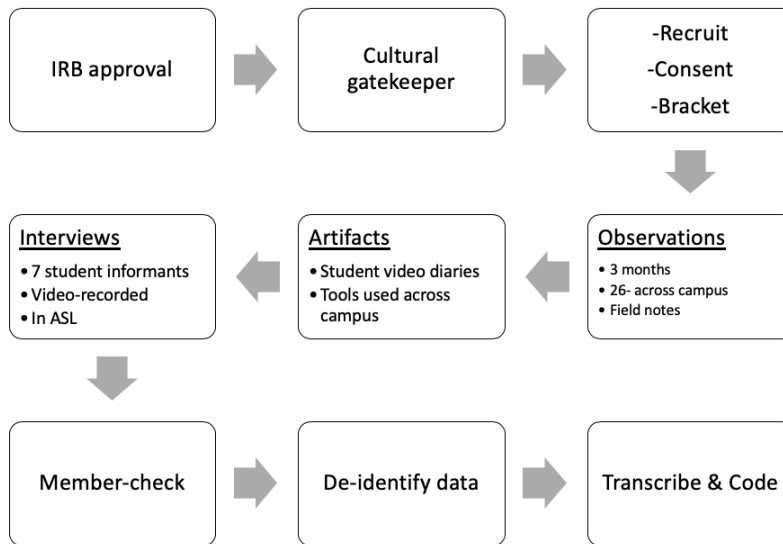 IRB approval
Cultural
gatekeeper
-Recruit
-Consent
-Bracket
Observations
• 3 months
• 26- across campus
• Field notes
Artifacts
• Student video diaries
• Tools used across
campus
Interviews
• 7 student informants
• Video-recorded
• In ASL
Member-check
De-identify data
Transcribe & Code